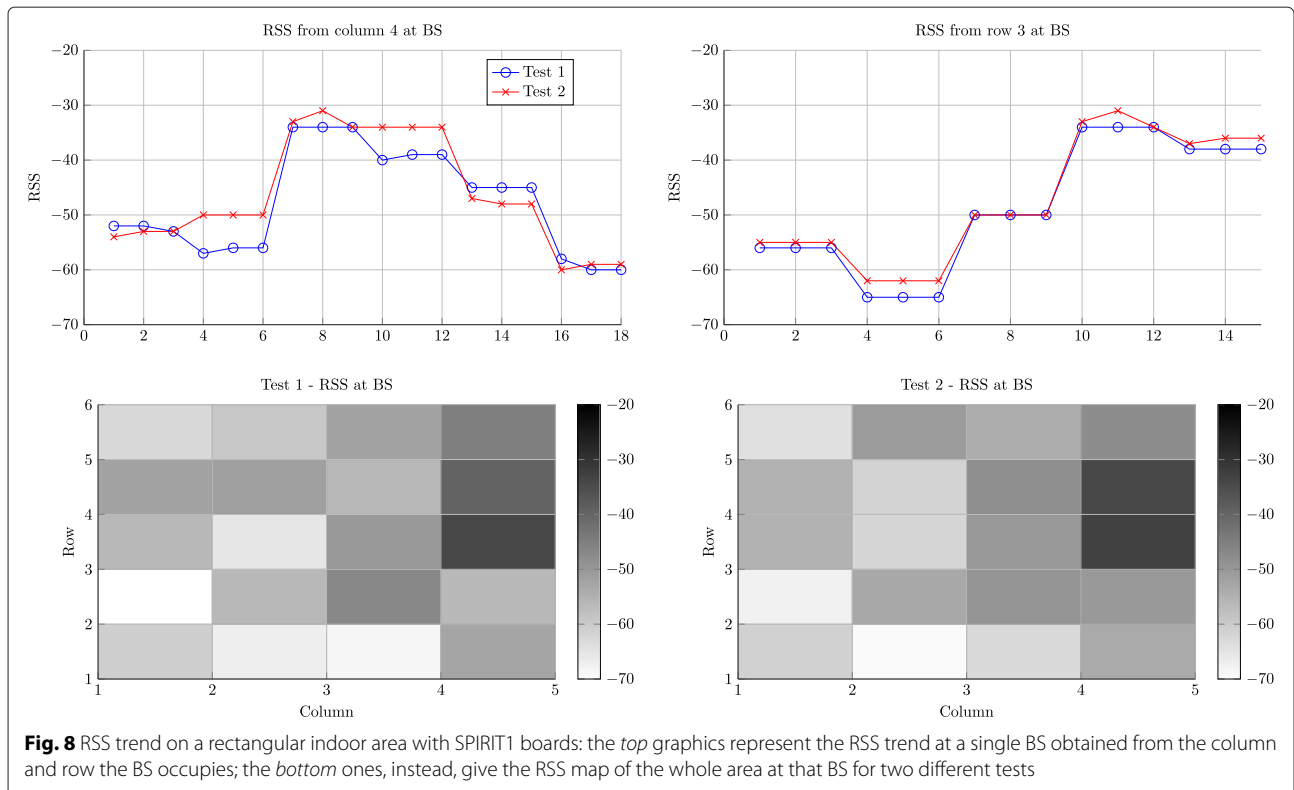 RSS from column 4 at BS
−20
−30
−40
−50
−60
−70
RSS
0 2 4 6 8 10 12 14 16 18
Test 1
Test 2
RSS from row 3 at BS
−20
−30
−40
−50
−60
−70
RSS
0 2 4 6 8 10 12 14
Test 1 - RSS at BS
6
5
4
3
2
1
Row
1 2 3 4 5
Column
−20
−30
−40
−50
−60
−70
Test 2 - RSS at BS
6
5
4
3
2
1
Row
1 2 3 4 5
Column
−20
−30
−40
−50
−60
−70
Fig. 8 RSS trend on a rectangular indoor area with SPIRIT1 boards: the top graphics represent the RSS trend at a single BS obtained from the column
and row the BS occupies; the bottom ones, instead, give the RSS map of the whole area at that BS for two different tests